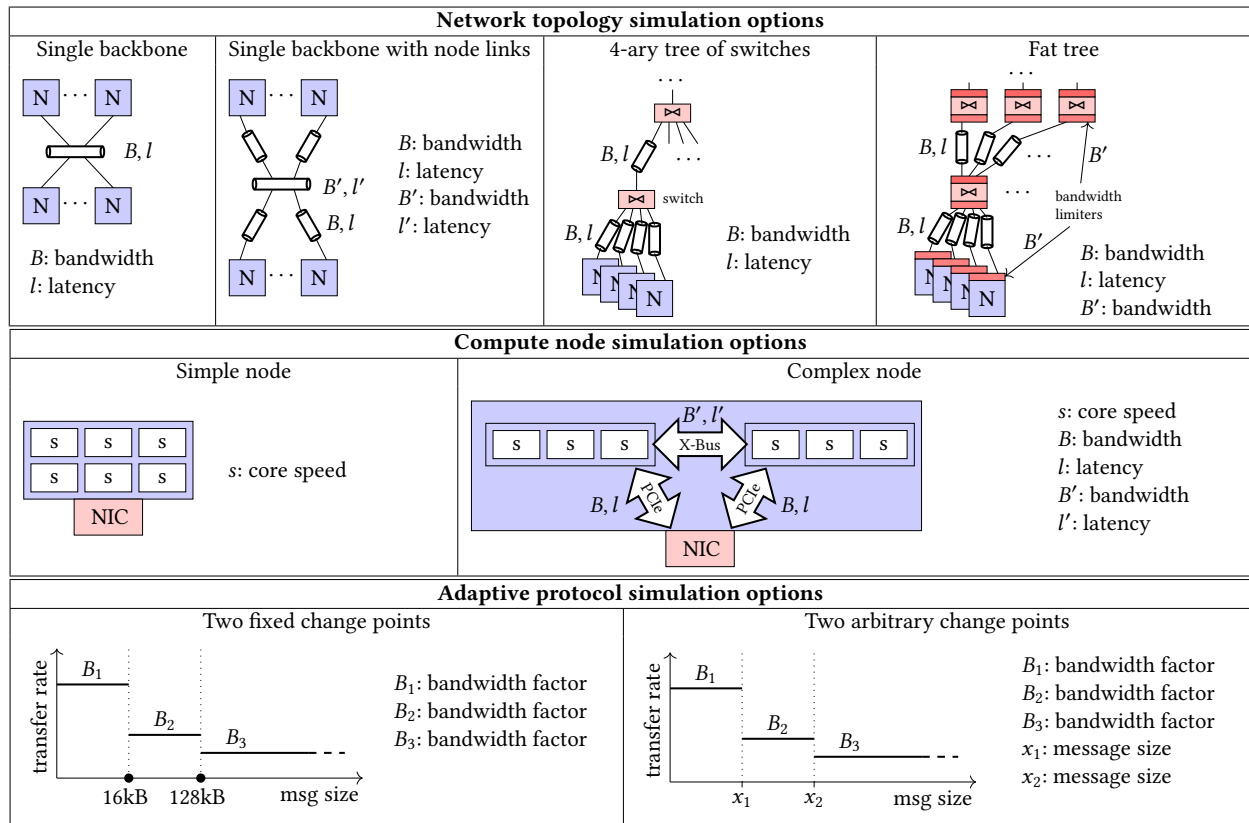 Network topology simulation options
Single backbone
N ··· N
B, l
N ··· N
B: bandwidth
l: latency
Single backbone with node links
N ··· N
B′, l′
B, l
N ··· N
B: bandwidth
l: latency
B′: bandwidth
l′: latency
4-ary tree of switches
···
⋈
B, l
···
⋈ switch
B, l
N N N N
B: bandwidth
l: latency
Fat tree
···
⋈ ⋈ ⋈
B, l
···
B′
⋈ ···
bandwidth
limiters
B, l
B′
N N N N
B: bandwidth
l: latency
B′: bandwidth
Compute node simulation options
Simple node
s s s
s s s
NIC
s: core speed
Complex node
B′, l′
s s s X-Bus s s s
PCIe PCIe
B, l B, l
NIC
s: core speed
B: bandwidth
l: latency
B′: bandwidth
l′: latency
Adaptive protocol simulation options
Two fixed change points
transfer rate
B₁
B₂
B₃
16kB 128kB msg size
B₁: bandwidth factor
B₂: bandwidth factor
B₃: bandwidth factor
Two arbitrary change points
transfer rate
B₁
B₂
B₃
x₁ x₂ msg size
B₁: bandwidth factor
B₂: bandwidth factor
B₃: bandwidth factor
x₁: message size
x₂: message size